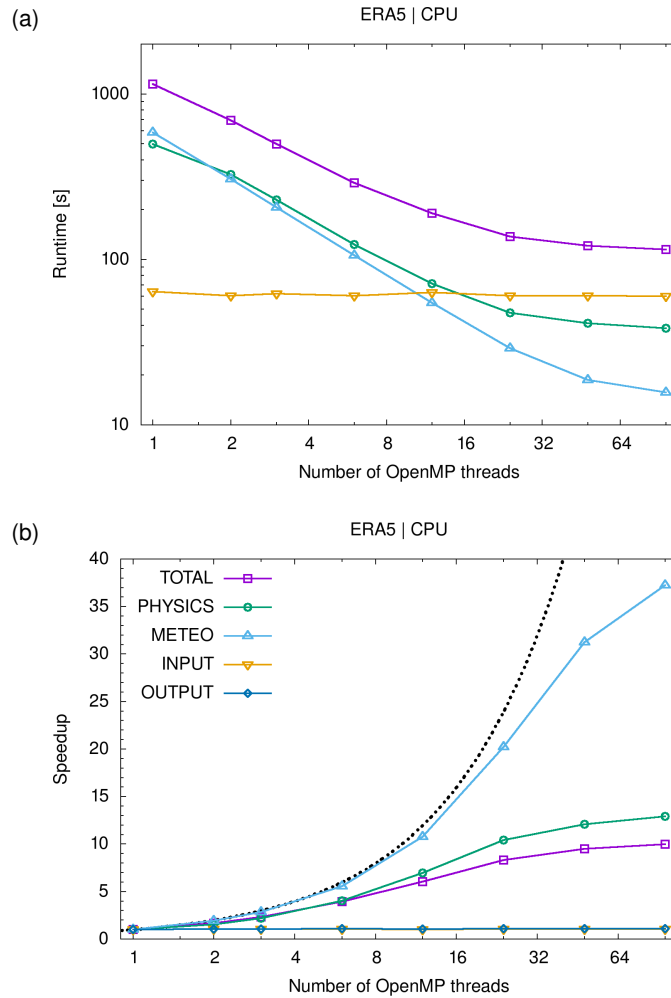 (a)
ERA5 | CPU
1000
100
10
Runtime [s]
1 2 4 8 16 32 64
Number of OpenMP threads
(b)
ERA5 | CPU
40
35
30
25
20
15
10
5
0
Speedup
TOTAL
PHYSICS
METEO
INPUT
OUTPUT
1 2 4 8 16 32 64
Number of OpenMP threads